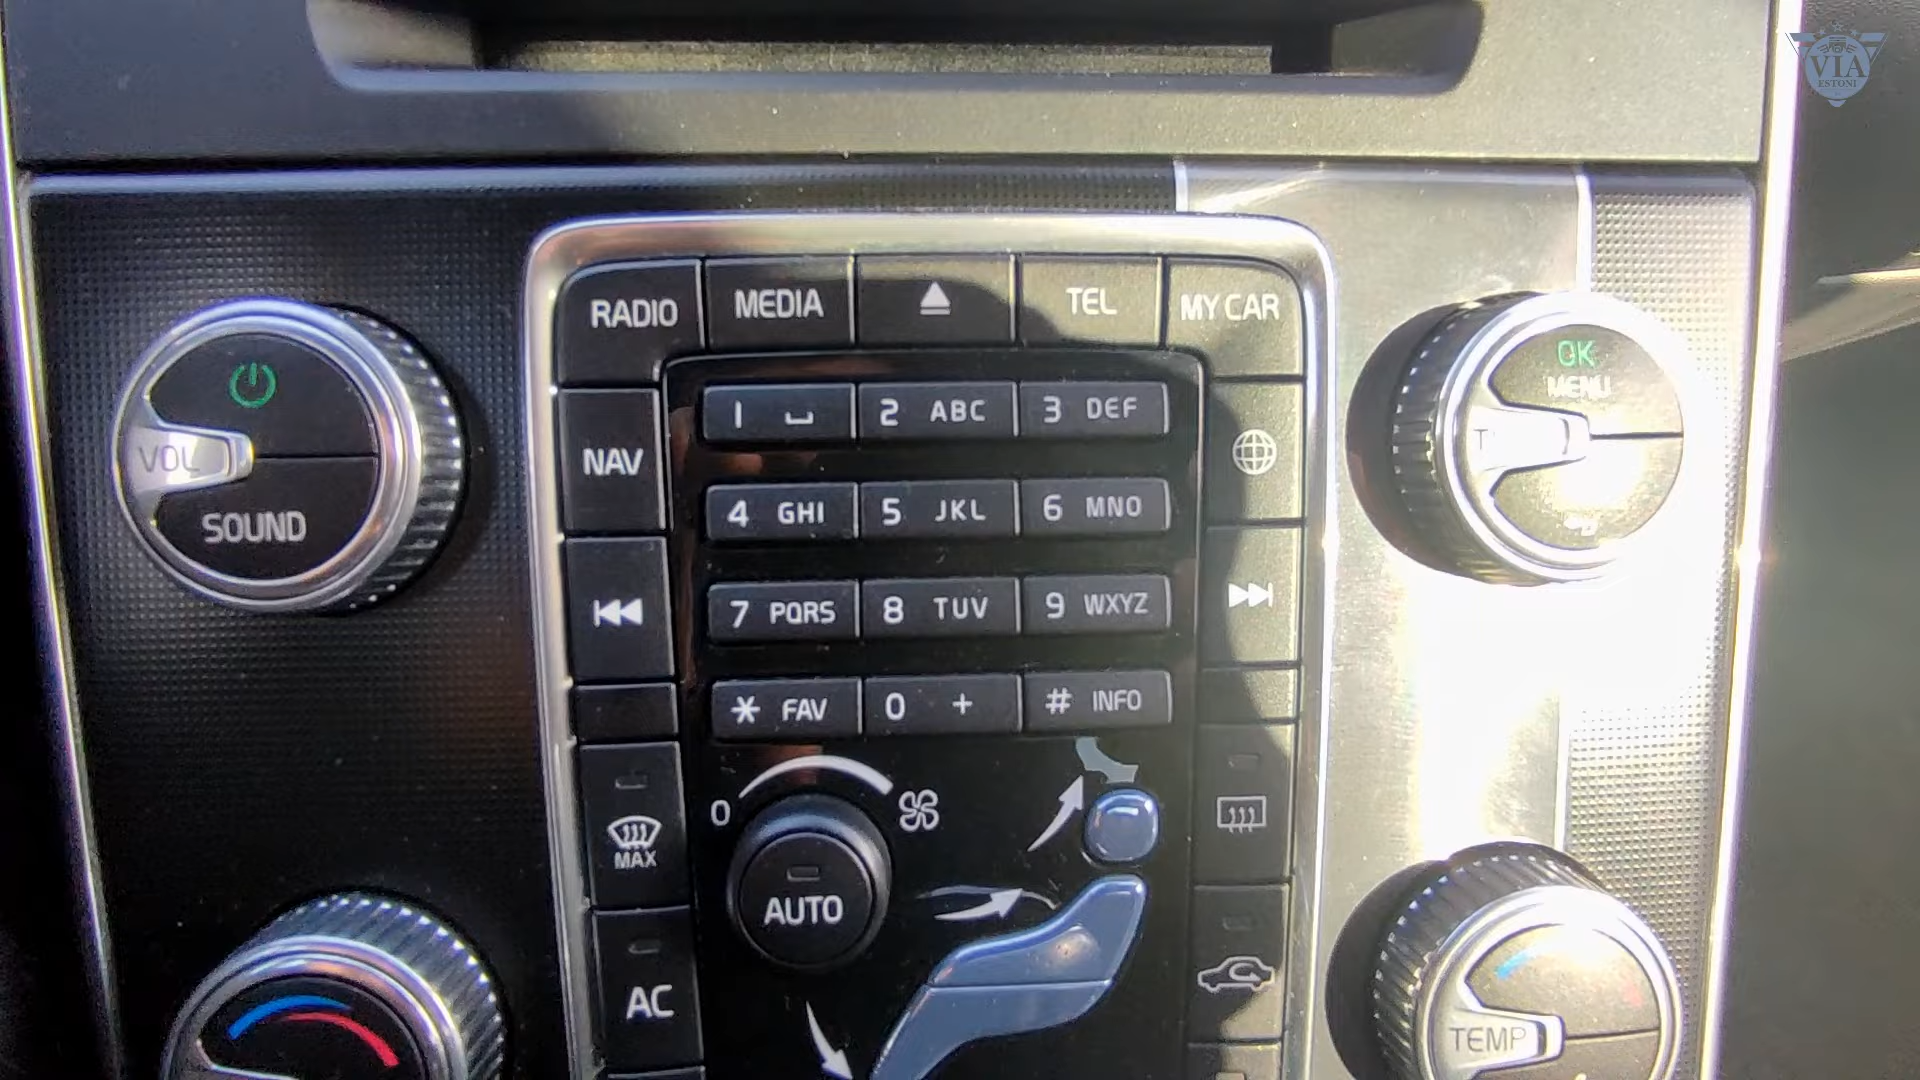 VIA
ESTONI
RADIO
MEDIA
TEL
MY CAR
OK
MENU
1
2 ABC
3 DEF
VOL
NAV
SOUND
4 GHI
5 JKL
6 MNO
7 PQRS
8 TUV
9 WXYZ
* FAV
0 +
# INFO
0
MAX
AUTO
AC
TEMP